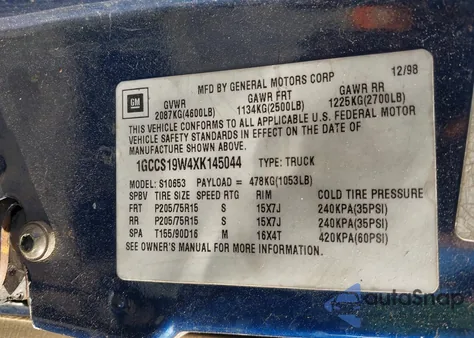 MFD BY GENERAL MOTORS CORP 12/98
GM
GVWR GAWR FRT GAWR RR
2087KG(4600LB) 1134KG(2500LB) 1225KG(2700LB)
THIS VEHICLE CONFORMS TO ALL APPLICABLE U.S. FEDERAL MOTOR
VEHICLE SAFETY STANDARDS IN EFFECT ON THE DATE OF
MANUFACTURE SHOWN ABOVE.
1GCCS19W4XK145044 TYPE: TRUCK
MODEL: S10653 PAYLOAD = 478KG(1053LB)
SPBV TIRE SIZE SPEED RTG RIM COLD TIRE PRESSURE
FRT P205/75R15 S 15X7J 240KPA(35PSI)
RR P205/75R15 S 15X7J 240KPA(35PSI)
SPA T155/90D16 M 16X4T 420KPA(60PSI)
SEE OWNER'S MANUAL FOR MORE INFORMATION.
autoSnap